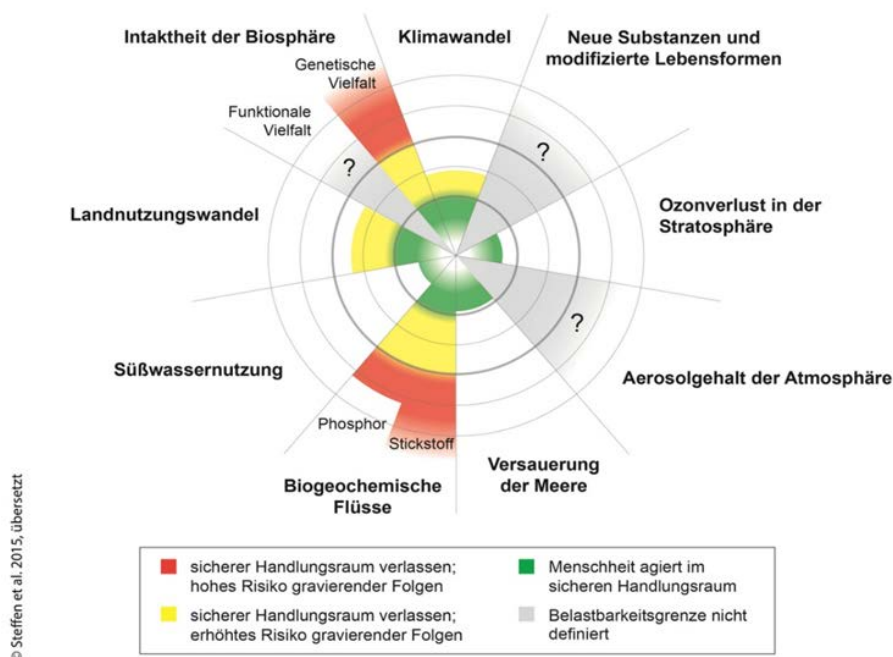 Intaktheit der Biosphäre
Klimawandel
Neue Substanzen und
modifizierte Lebensformen
Genetische
Vielfalt
Funktionale
Vielfalt
?
?
Landnutzungswandel
Ozonverlust in der
Stratosphäre
?
Süßwassernutzung
Aerosolgehalt der Atmosphäre
Phosphor
Stickstoff
Biogeochemische
Flüsse
Versauerung
der Meere
sicherer Handlungsraum verlassen;
hohes Risiko gravierender Folgen
sicherer Handlungsraum verlassen;
erhöhtes Risiko gravierender Folgen
Menschheit agiert im
sicheren Handlungsraum
Belastbarkeitsgrenze nicht
definiert
© Steffen et al. 2015, übersetzt